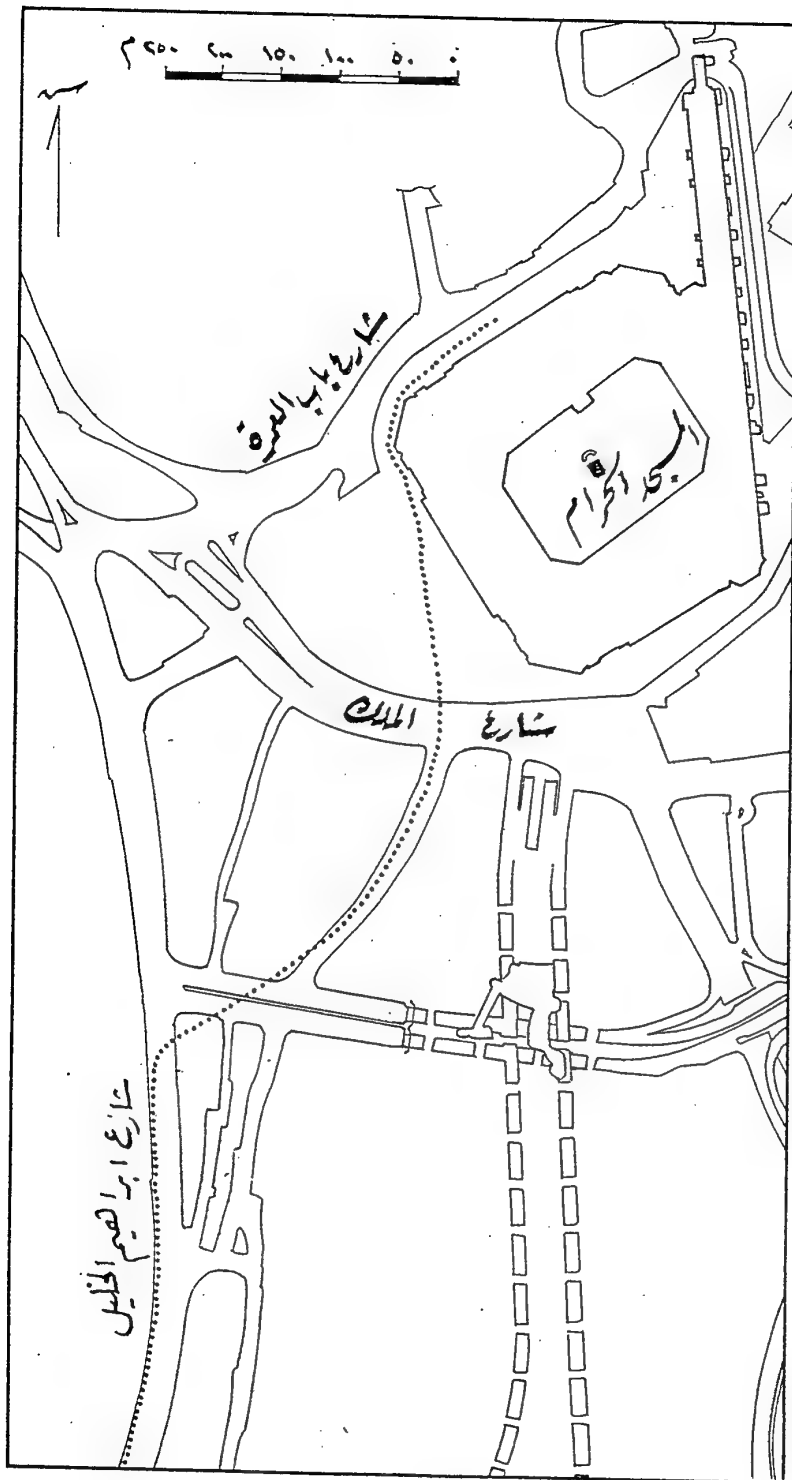 ٢٥٠ ٢٠٠ ١٥٠ ١٠٠ ٥٠ ٠ م
شارع باب العمرة
المسجد الحرام
شارع الملك
شارع ابراهيم الخليل